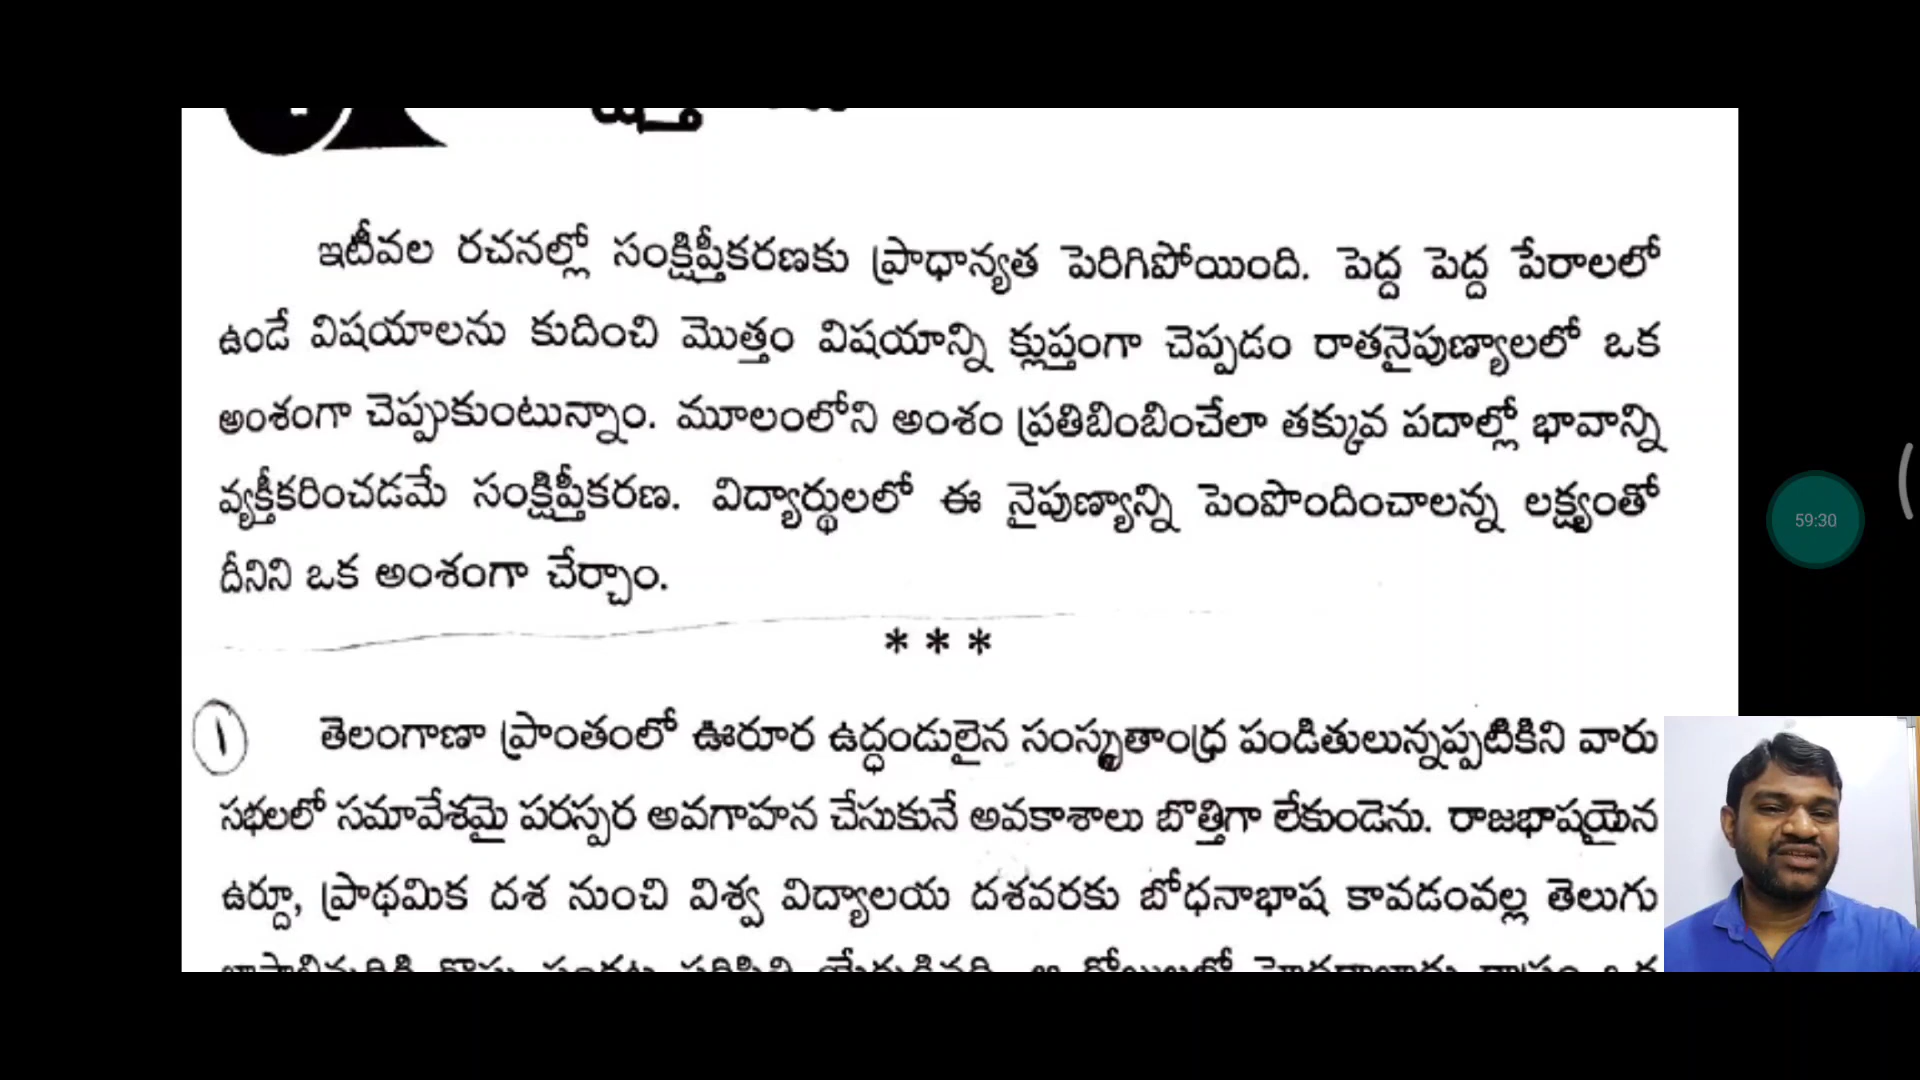 ఇటీవల రచనల్లో సంక్షిప్తీకరణకు ప్రాధాన్యత పెరిగిపోయింది. పెద్ద పెద్ద పేరాలలో
ఉండే విషయాలను కుదించి మొత్తం విషయాన్ని క్లుప్తంగా చెప్పడం రాతనైపుణ్యాలలో ఒక
అంశంగా చెప్పుకుంటున్నాం. మూలంలోని అంశం ప్రతిబింబించేలా తక్కువ పదాల్లో భావాన్ని
వ్యక్తీకరించడమే సంక్షిప్తీకరణ. విద్యార్థులలో ఈ నైపుణ్యాన్ని పెంపొందించాలన్న లక్ష్యంతో
దీనిని ఒక అంశంగా చేర్చాం.
* * *
1 తెలంగాణా ప్రాంతంలో ఊరూర ఉద్ధండులైన సంస్కృతాంధ్ర పండితులున్నప్పటికిని వారు
సభలలో సమావేశమై పరస్పర అవగాహన చేసుకునే అవకాశాలు బొత్తిగా లేకుండెను. రాజభాషయైన
ఉర్దూ, ప్రాథమిక దశ నుంచి విశ్వ విద్యాలయ దశవరకు బోధనాభాష కావడంవల్ల తెలుగు
59:30